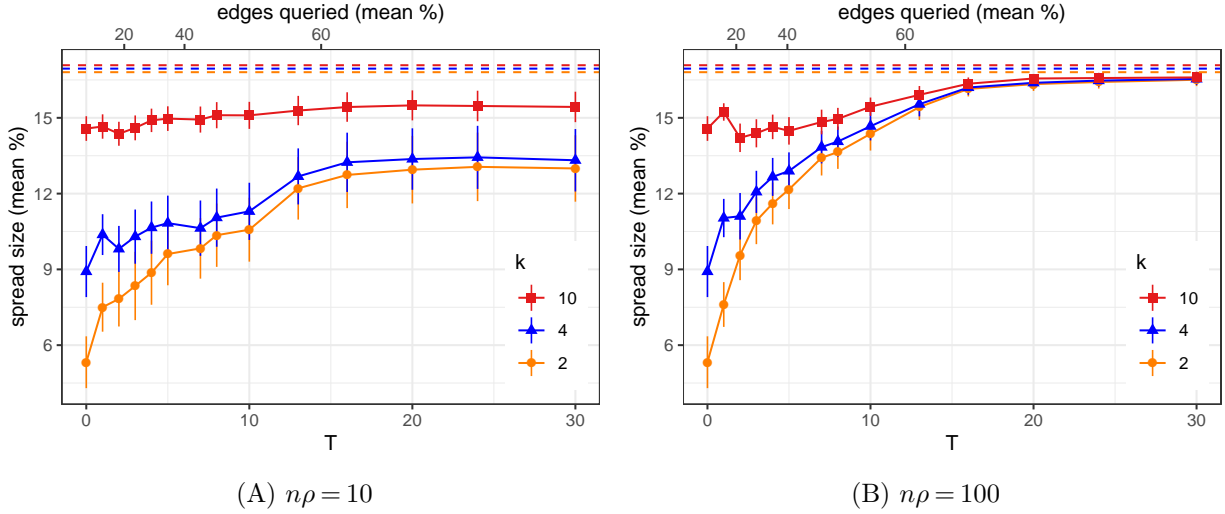 edges queried (mean %)
20 40 60
spread size (mean %)
15
12
9
6
k
10
4
2
0 10 20 30
T
(A) nρ = 10
edges queried (mean %)
20 40 60
spread size (mean %)
15
12
9
6
k
10
4
2
0 10 20 30
T
(B) nρ = 100